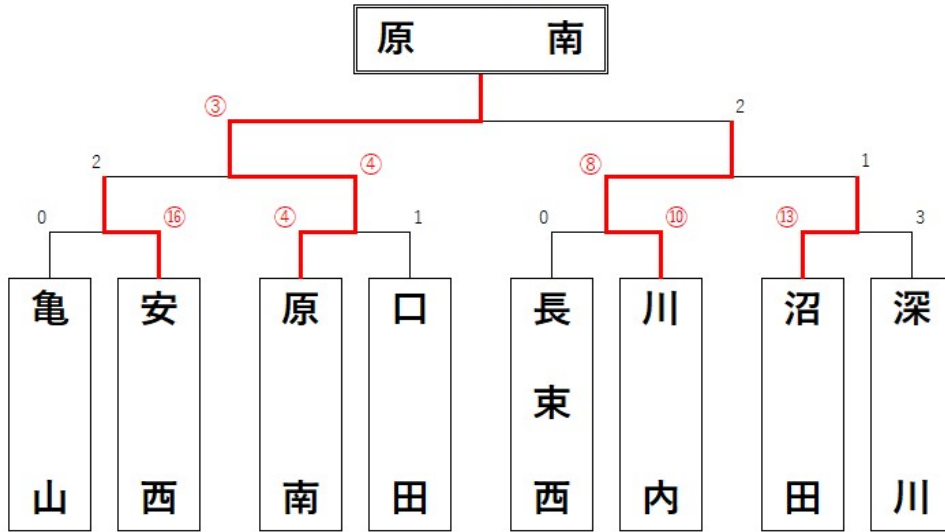 原南
③ 2
2 ④ ⑧ 1
0 ⑯ ④ 1 0 ⑩ ⑬ 3
亀山
安西
原南
口田
長束西
川内
沼田
深川